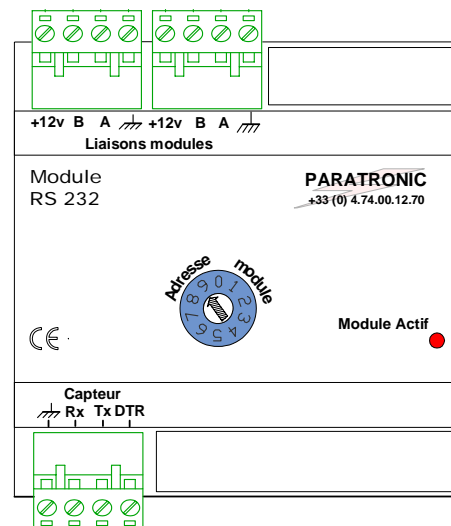 +12v B A +12v B A
Liaisons modules
Module
RS 232
PARATRONIC
+33 (0) 4.74.00.12.70
Adresse module
0 1 2 3 4 5 6 7 8 9
CE
Module Actif
Capteur
Rx Tx DTR